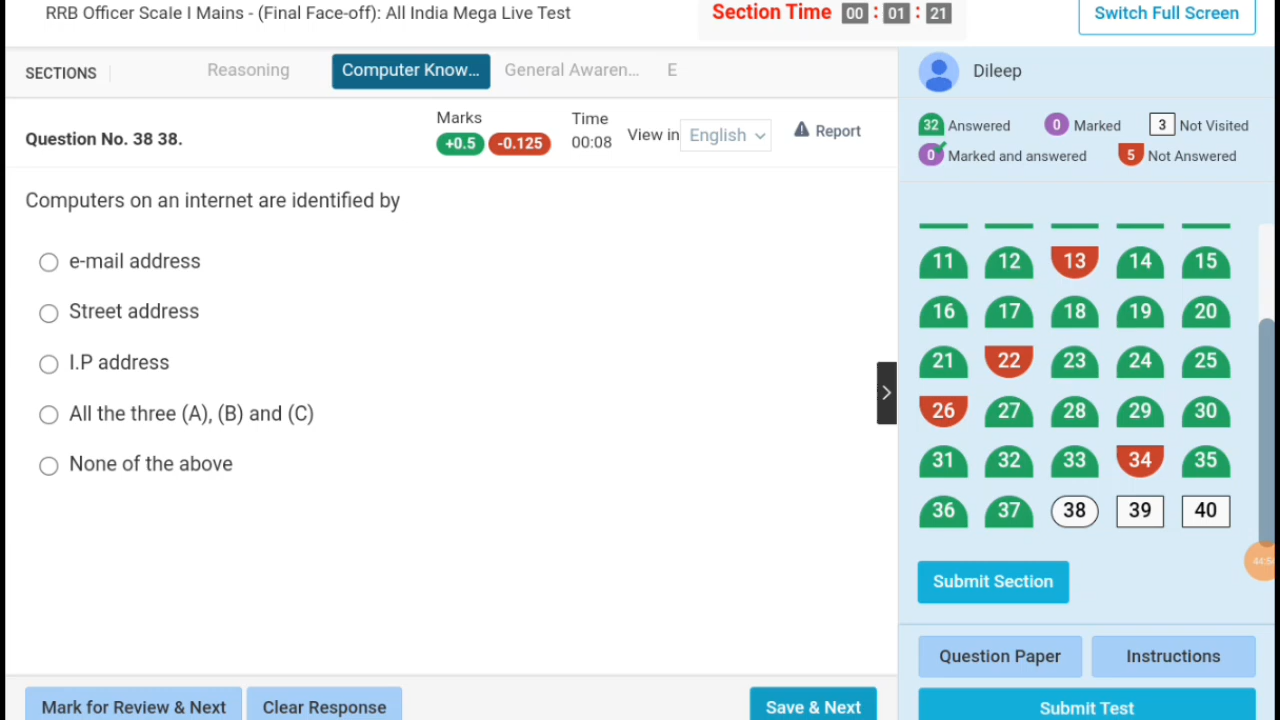 RRB Officer Scale I Mains - (Final Face-off): All India Mega Live Test
Section Time 00 : 01 : 21
Switch Full Screen
SECTIONS
Reasoning
Computer Know...
General Awaren...
E
Dileep
Question No. 38 38.
Marks
+0.5 -0.125
Time
00:08
View in English
Report
32 Answered
0 Marked
3 Not Visited
0 Marked and answered
5 Not Answered
Computers on an internet are identified by
e-mail address
Street address
I.P address
All the three (A), (B) and (C)
None of the above
11 12 13 14 15
16 17 18 19 20
21 22 23 24 25
26 27 28 29 30
31 32 33 34 35
36 37 38 39 40
Submit Section
Question Paper
Instructions
Mark for Review & Next
Clear Response
Save & Next
Submit Test